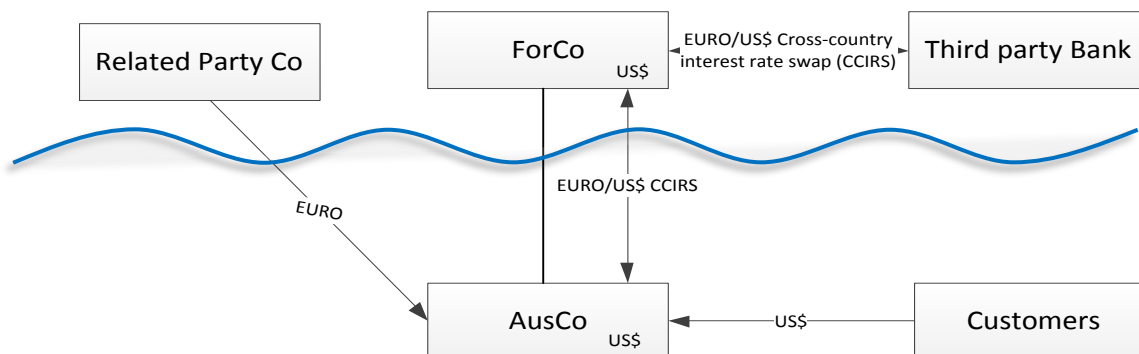 Related Party Co
ForCo
US$
EURO/US$ Cross-country
interest rate swap (CCIRS)
Third party Bank
EURO/US$ CCIRS
EURO
AusCo
US$
US$
Customers